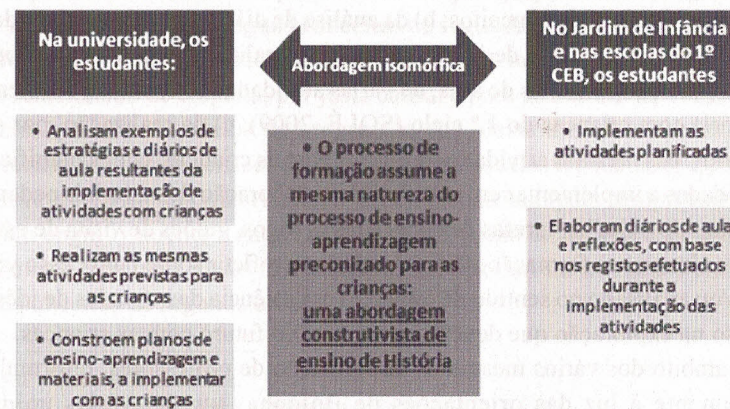 Na universidade, os
estudantes:
• Analisam exemplos de
estratégias e diários de
aula resultantes da
implementação de
atividades com crianças
• Realizam as mesmas
atividades previstas para
as crianças
• Constroem planos de
ensino-aprendizagem e
materiais, a implementar
com as crianças
Abordagem isomórfica
• O processo de
formação assume a
mesma natureza do
processo de ensino-
aprendizagem
preconizado para as
crianças:
uma abordagem
construtivista de
ensino de História
No Jardim de Infância
e nas escolas do 1º
CEB, os estudantes
• Implementam as
atividades planificadas
• Elaboram diários de aula
e reflexões, com base
nos registos efetuados
durante a
implementação das
atividades